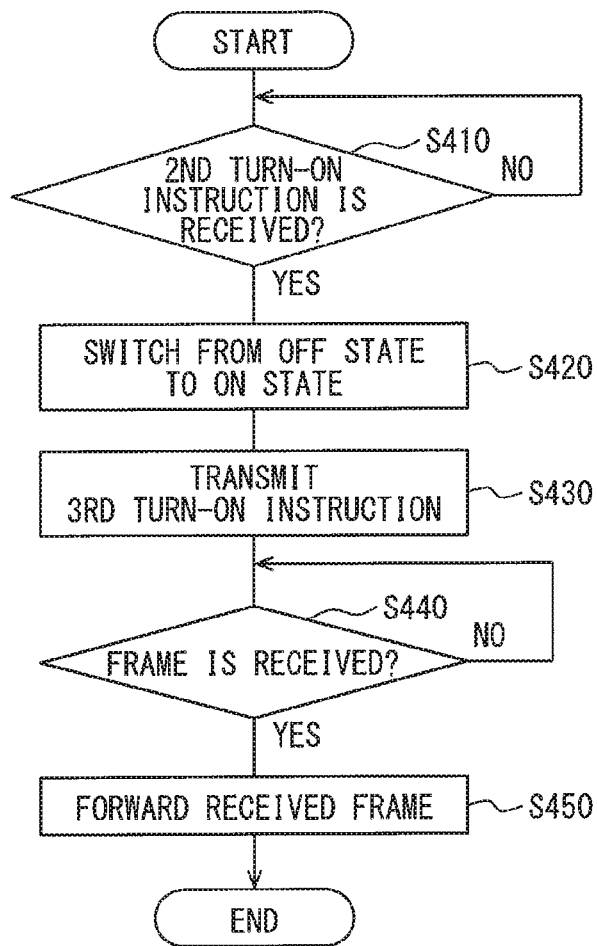 START
S410
2ND TURN-ON
INSTRUCTION IS
RECEIVED?
NO
YES
SWITCH FROM OFF STATE
TO ON STATE
S420
TRANSMIT
3RD TURN-ON INSTRUCTION
S430
S440
FRAME IS RECEIVED?
NO
YES
FORWARD RECEIVED FRAME
S450
END